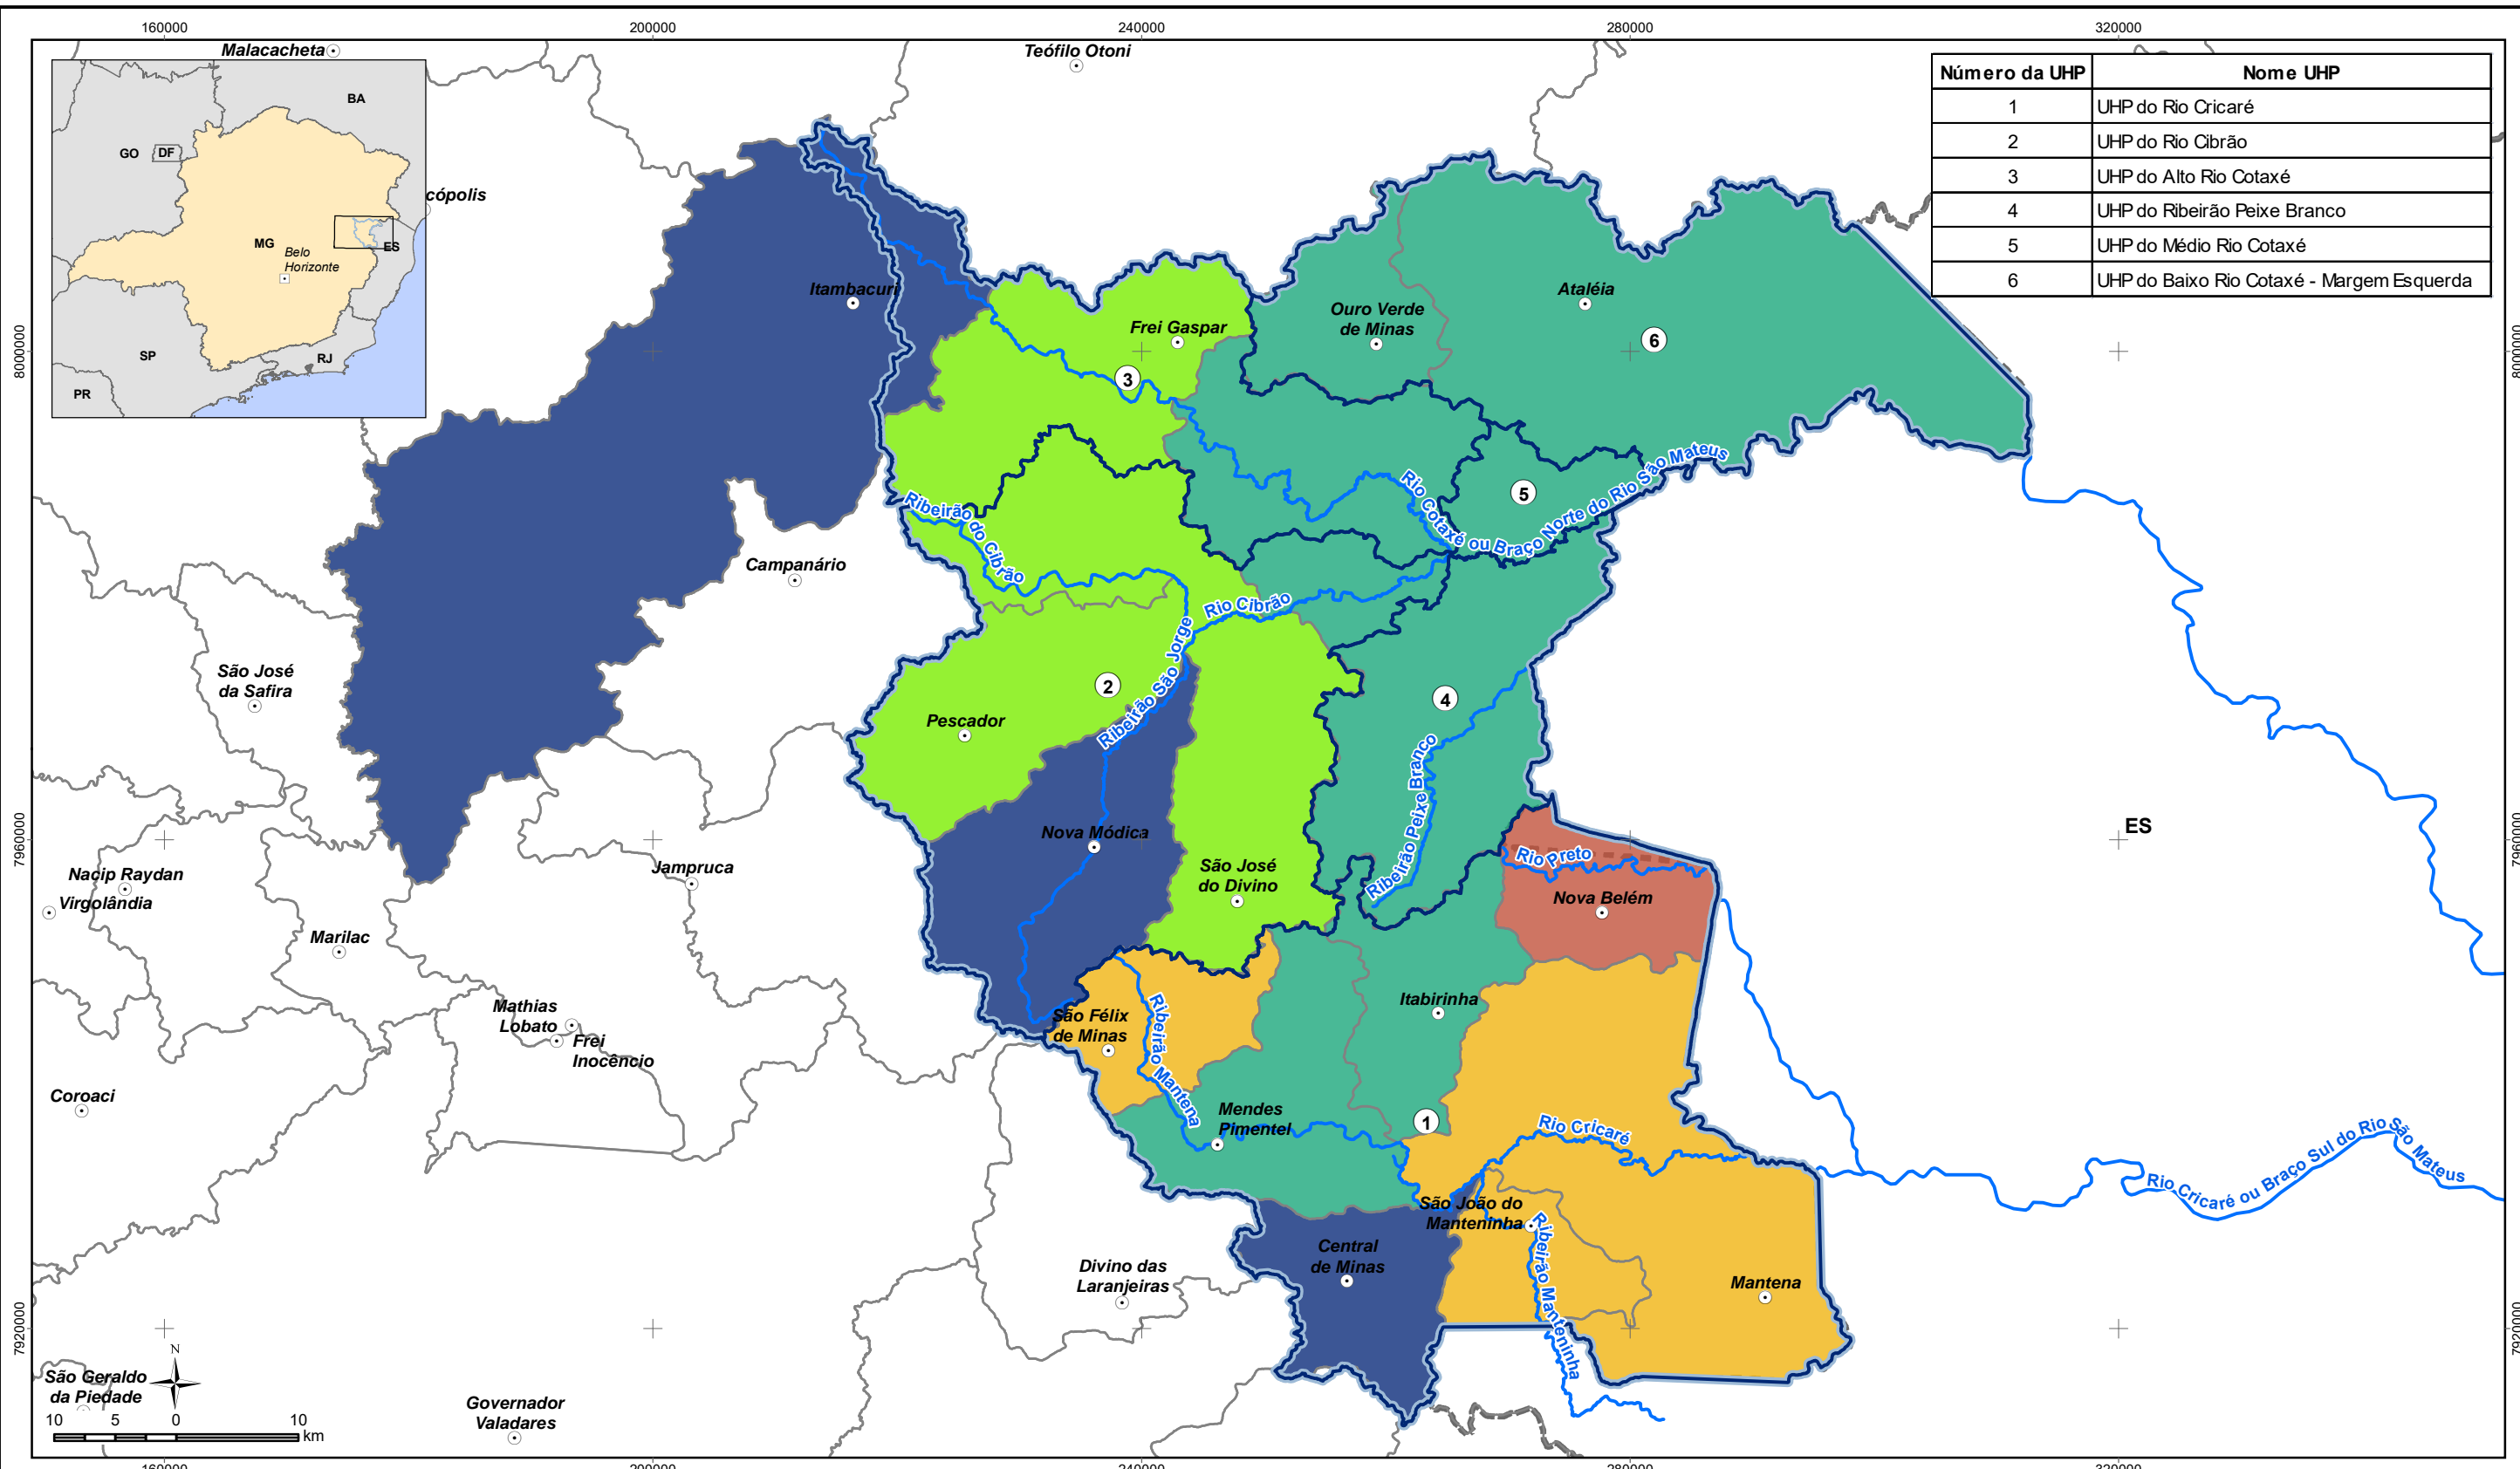 160000
200000
240000
280000
320000
Malacacheta
Teófilo Otoni
Número da UHP Nome UHP
1 UHP do Rio Cricaré
2 UHP do Rio Cibrão
3 UHP do Alto Rio Cotaxé
4 UHP do Ribeirão Peixe Branco
5 UHP do Médio Rio Cotaxé
6 UHP do Baixo Rio Cotaxé - Margem Esquerda
BA
GO
DF
MG
Belo
Horizonte
ES
SP
RJ
PR
cópolis
Itambacuri
Frei Gaspar
Ouro Verde
de Minas
Ataléia
6
3
8000000
8000000
5
Ribeirão do Cibrão
Rio Cotaxé ou Braço Norte do Rio São Mateus
Campanário
Rio Cibrão
Ribeirão São Jorge
São José
da Safira
2
4
Pescador
Ribeirão Peixe Branco
Nova Módica
7960000
7960000
ES
Rio Preto
Nacip Raydan
Virgolândia
Jampruca
São José
do Divino
Nova Belém
Marilac
Itabirinha
Mathias
Lobato
Frei
Inocêncio
São Félix
de Minas
Ribeirão Mantena
Coroaci
Mendes
Pimentel
1
Rio Cricaré
Rio Cricaré ou Braço Sul do Rio São Mateus
São João do
Manteninha
Ribeirão Manteninha
Central
de Minas
Divino das
Laranjeiras
Mantena
7920000
7920000
N
São Geraldo
da Piedade
10 5 0 10
km
Governador
Valadares
160000
200000
240000
280000
320000